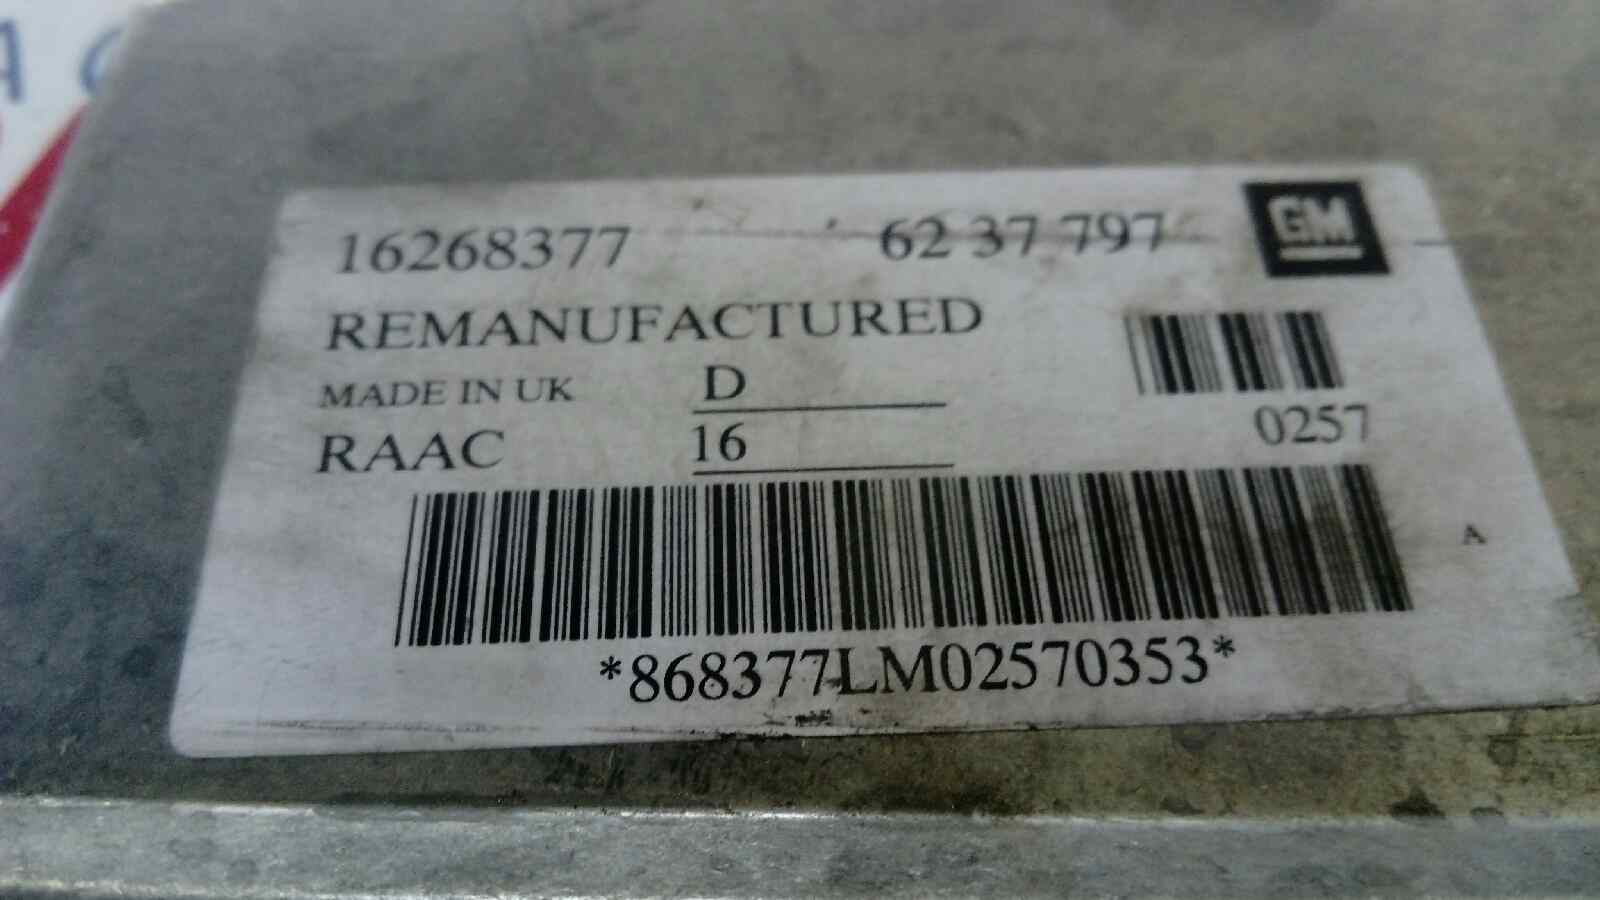 16268377 62 37 797 GM
REMANUFACTURED
MADE IN UK D
RAAC 16
0257
A
*868377LM02570353*